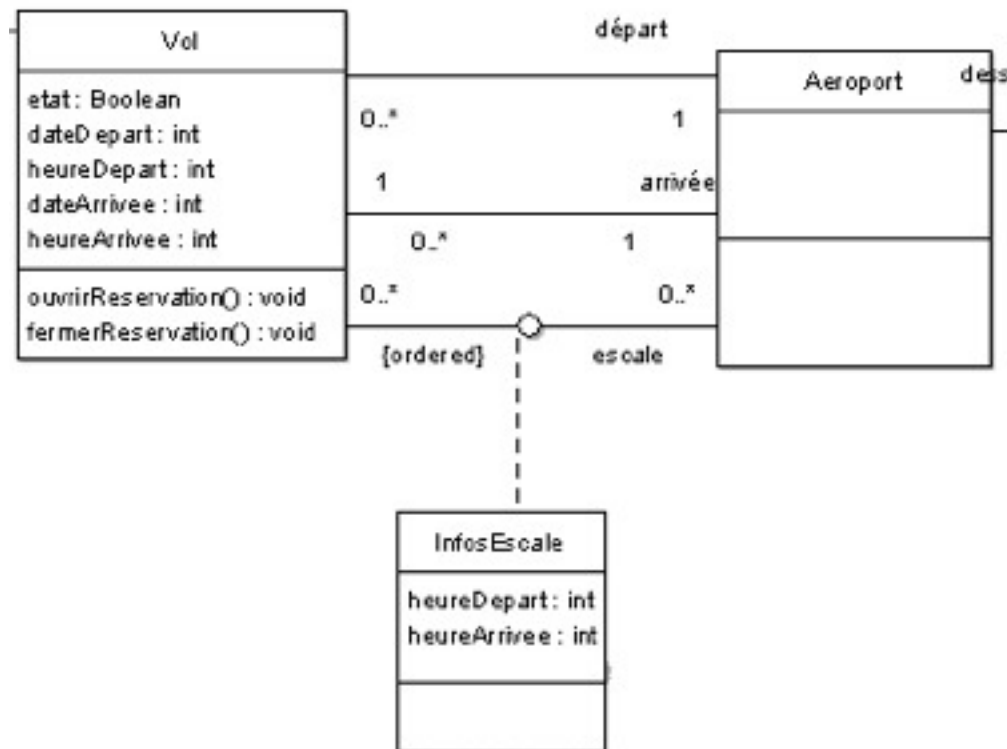 départ
Vol
Aeroport
dess
etat : Boolean
dateDepart : int
heureDepart : int
dateArrivee : int
heureArrivee : int
ouvrirReservation() : void
fermerReservation() : void
0..*
1
1
arrivée
0..*
1
0..*
0..*
{ordered}
escale
InfosEscale
heureDepart : int
heureArrivee : int